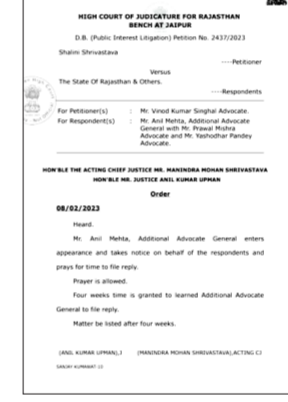 HIGH COURT OF JUDICATURE FOR RAJASTHAN
BENCH AT JAIPUR
D.B. (Public Interest Litigation) Petition No. 2437/2023
Shalini Shrivastava
----Petitioner
Versus
The State Of Rajasthan & Others.
----Respondents
For Petitioner(s) : Mr. Vinod Kumar Singhal Advocate.
For Respondent(s) : Mr. Anil Mehta, Additional Advocate
General with Mr. Prawal Mishra
Advocate and Mr. Yashodhar Pandey
Advocate.
HON'BLE THE ACTING CHIEF JUSTICE MR. MANINDRA MOHAN SHRIVASTAVA
HON'BLE MR. JUSTICE ANIL KUMAR UPMAN
Order
08/02/2023
Heard.
Mr. Anil Mehta, Additional Advocate General enters
appearance and takes notice on behalf of the respondents and
prays for time to file reply.
Prayer is allowed.
Four weeks time is granted to learned Additional Advocate
General to file reply.
Matter be listed after four weeks.
(ANIL KUMAR UPMAN),J (MANINDRA MOHAN SHRIVASTAVA),ACTING CJ